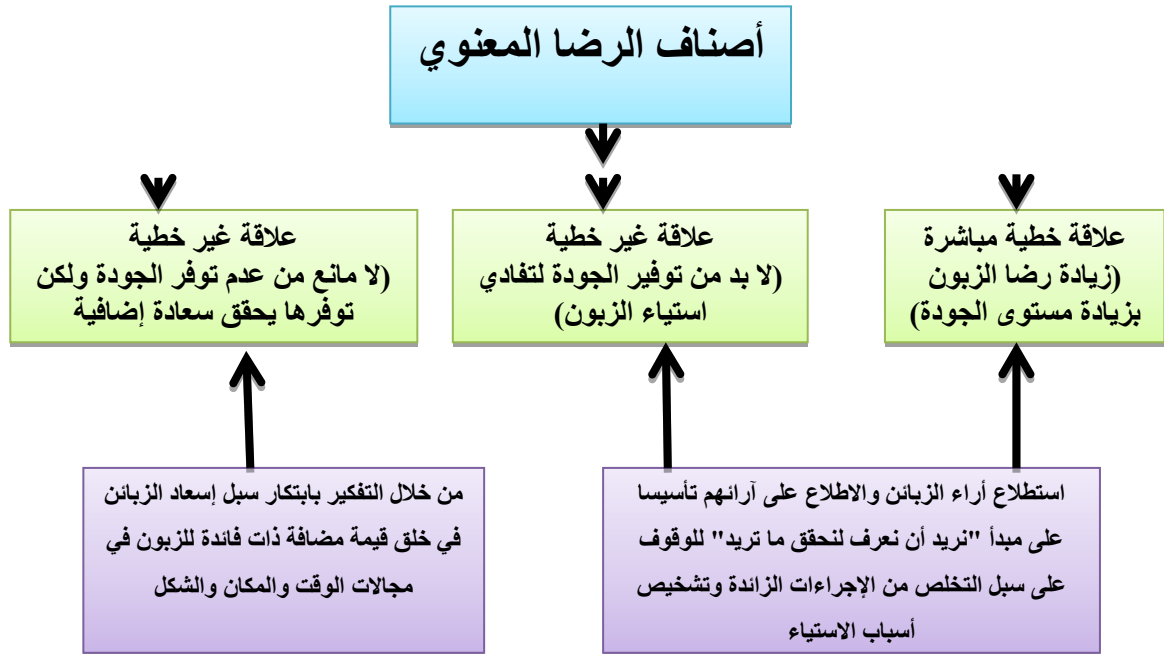 أصناف الرضا المعنوي
علاقة خطية مباشرة
(زيادة رضا الزبون
بزيادة مستوى الجودة)
علاقة غير خطية
(لا بد من توفير الجودة لتفادي
استياء الزبون)
علاقة غير خطية
(لا مانع من عدم توفر الجودة ولكن
توفرها يحقق سعادة إضافية
استطلاع أراء الزبائن والاطلاع على آرائهم تأسيسا
على مبدأ "نريد أن نعرف لنحقق ما تريد" للوقوف
على سبل التخلص من الإجراءات الزائدة وتشخيص
أسباب الاستياء
من خلال التفكير بابتكار سبل إسعاد الزبائن
في خلق قيمة مضافة ذات فائدة للزبون في
مجالات الوقت والمكان والشكل